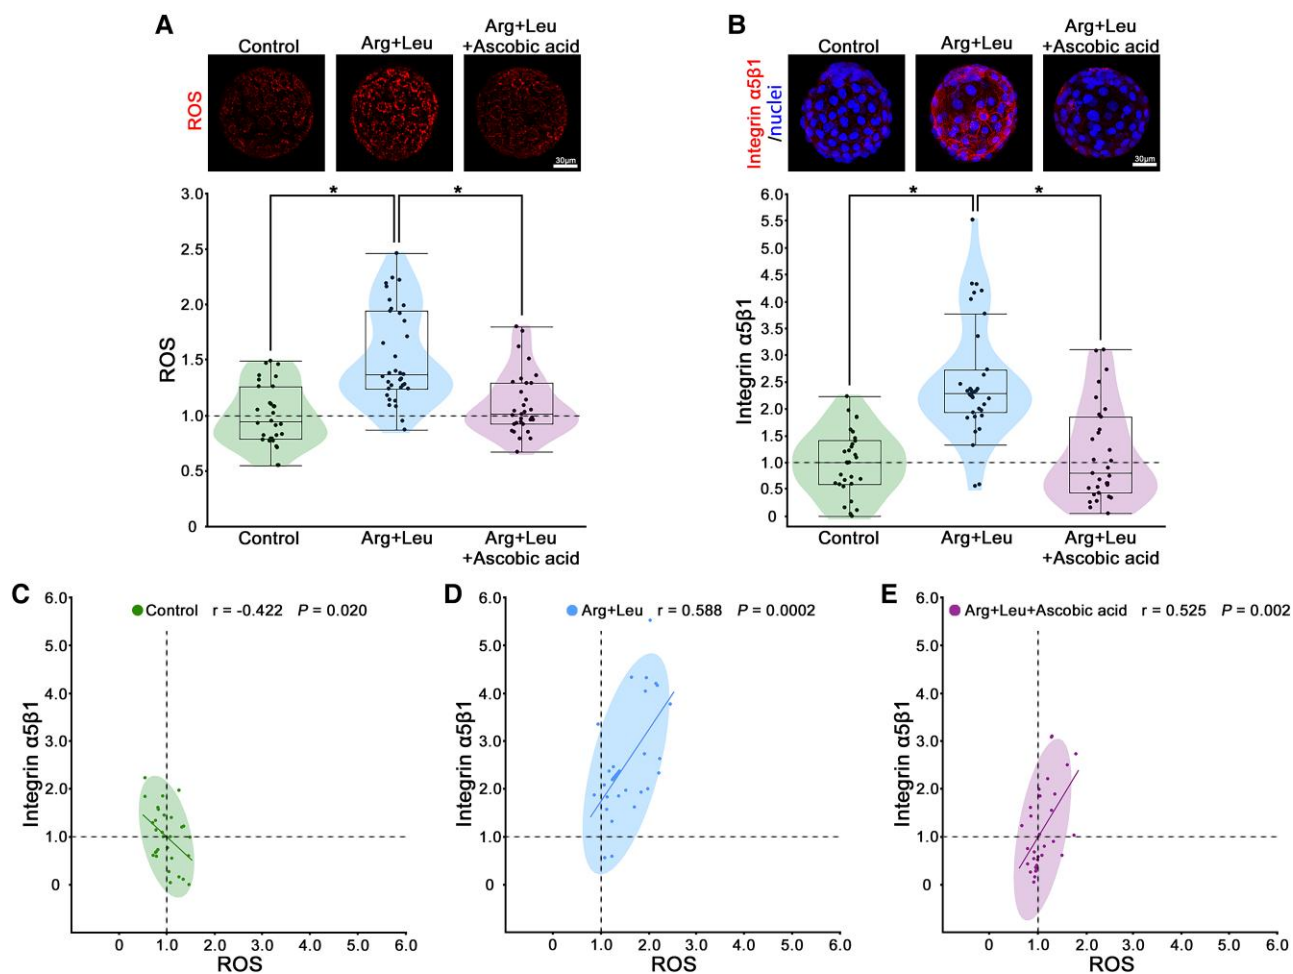 A
Control
Arg+Leu
Arg+Leu
+Ascobic acid
ROS
30μm
3.0
2.5
2.0
1.5
1.0
0.5
0
ROS
*
*
Control
Arg+Leu
Arg+Leu
+Ascobic acid
B
Control
Arg+Leu
Arg+Leu
+Ascobic acid
Integrin α5β1
/nuclei
30μm
6.0
5.5
5.0
4.5
4.0
3.5
3.0
2.5
2.0
1.5
1.0
0.5
0
Integrin α5β1
*
*
Control
Arg+Leu
Arg+Leu
+Ascobic acid
C
Control r = -0.422 P = 0.020
6.0
5.0
4.0
3.0
2.0
1.0
0
Integrin α5β1
0 1.0 2.0 3.0 4.0 5.0 6.0
ROS
D
Arg+Leu r = 0.588 P = 0.0002
6.0
5.0
4.0
3.0
2.0
1.0
0
Integrin α5β1
0 1.0 2.0 3.0 4.0 5.0 6.0
ROS
E
Arg+Leu+Ascobic acid r = 0.525 P = 0.002
6.0
5.0
4.0
3.0
2.0
1.0
0
Integrin α5β1
0 1.0 2.0 3.0 4.0 5.0 6.0
ROS